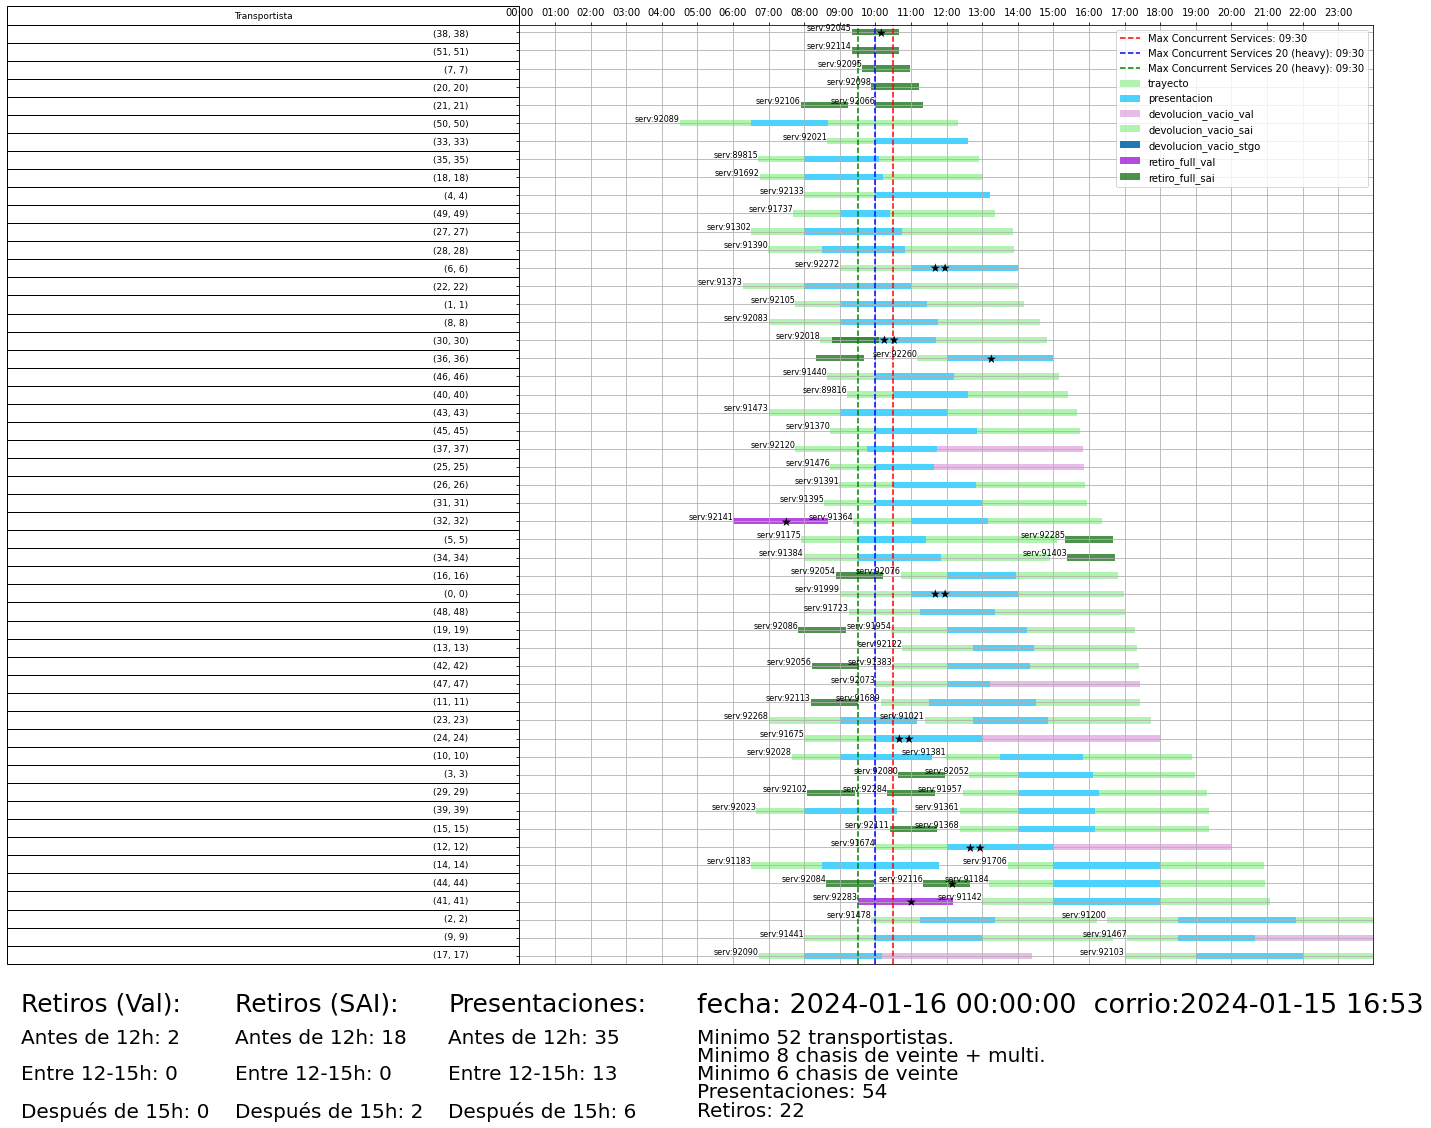 Transportista
00:00 01:00 02:00 03:00 04:00 05:00 06:00 07:00 08:00 09:00 10:00 11:00 12:00 13:00 14:00 15:00 16:00 17:00 18:00 19:00 20:00 21:00 22:00 23:00
Max Concurrent Services: 09:30
Max Concurrent Services 20 (heavy): 09:30
Max Concurrent Services 20 (heavy): 09:30
trayecto
presentacion
devolucion_vacio_val
devolucion_vacio_sai
devolucion_vacio_stgo
retiro_full_val
retiro_full_sai
(38, 38) serv:92045
(51, 51) serv:92114
(7, 7) serv:92095
(20, 20) serv:92098
(21, 21) serv:92106 serv:92066
(50, 50) serv:92089
(33, 33) serv:92021
(35, 35) serv:89815
(18, 18) serv:91692
(4, 4) serv:92133
(49, 49) serv:91737
(27, 27) serv:91302
(28, 28) serv:91390
(6, 6) serv:92272
(22, 22) serv:91373
(1, 1) serv:92105
(8, 8) serv:92083
(30, 30) serv:92018
(36, 36) serv:92260
(46, 46) serv:91440
(40, 40) serv:89816
(43, 43) serv:91473
(45, 45) serv:91370
(37, 37) serv:92120
(25, 25) serv:91476
(26, 26) serv:91391
(31, 31) serv:91395
(32, 32) serv:92141 serv:91364
(5, 5) serv:91175 serv:92285
(34, 34) serv:91384 serv:91403
(16, 16) serv:92054 serv:92076
(0, 0) serv:91999
(48, 48) serv:91723
(19, 19) serv:92086 serv:91954
(13, 13) serv:92122
(42, 42) serv:92056 serv:91383
(47, 47) serv:92073
(11, 11) serv:92113 serv:91689
(23, 23) serv:92268 serv:91021
(24, 24) serv:91675
(10, 10) serv:92028 serv:91381
(3, 3) serv:92080 serv:92052
(29, 29) serv:92102 serv:92284 serv:91957
(39, 39) serv:92023 serv:91361
(15, 15) serv:92111 serv:91368
(12, 12) serv:91674
(14, 14) serv:91183 serv:91706
(44, 44) serv:92084 serv:92116 serv:91184
(41, 41) serv:92283 serv:91142
(2, 2) serv:91478 serv:91200
(9, 9) serv:91441 serv:91467
(17, 17) serv:92090 serv:92103
Retiros (Val):
Antes de 12h: 2
Entre 12-15h: 0
Después de 15h: 0
Retiros (SAI):
Antes de 12h: 18
Entre 12-15h: 0
Después de 15h: 2
Presentaciones:
Antes de 12h: 35
Entre 12-15h: 13
Después de 15h: 6
fecha: 2024-01-16 00:00:00  corrio:2024-01-15 16:53
Minimo 52 transportistas.
Minimo 8 chasis de veinte + multi.
Minimo 6 chasis de veinte
Presentaciones: 54
Retiros: 22